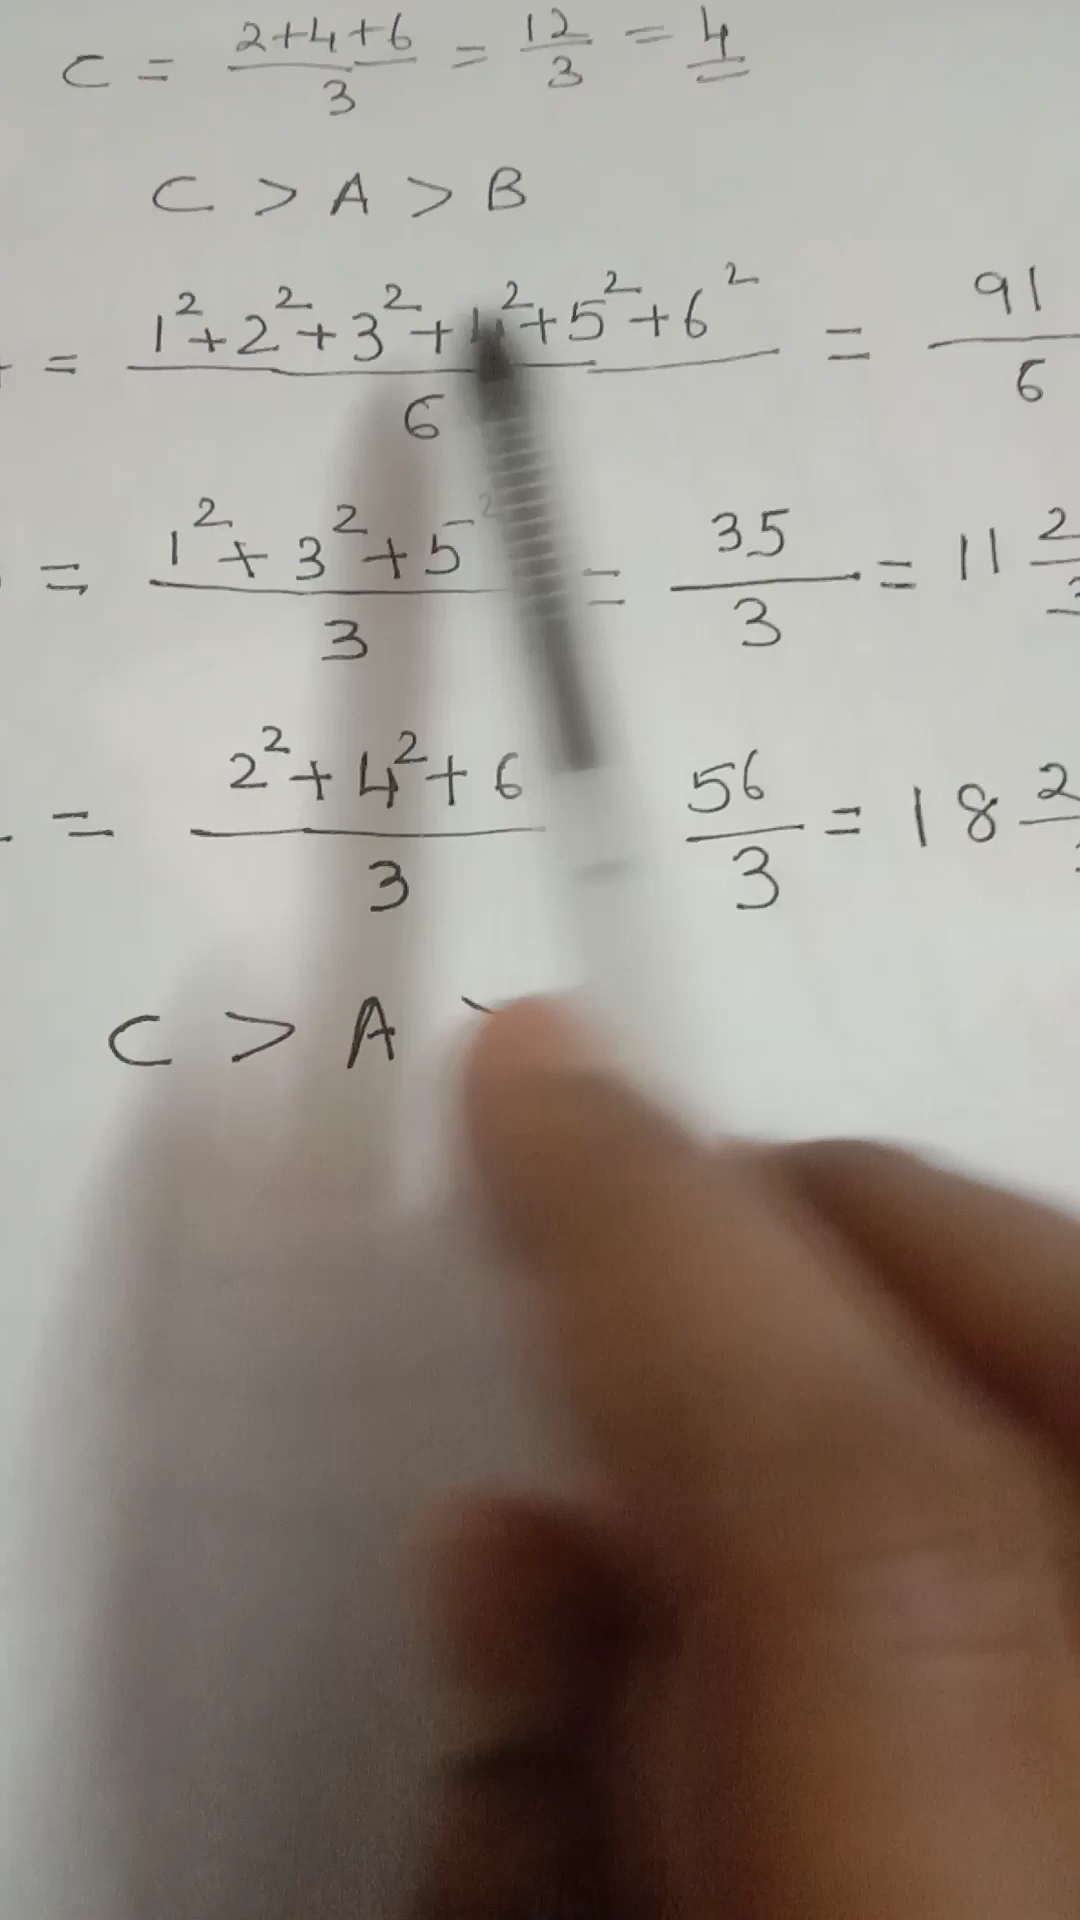 C = 2+4+6/3 = 12/3 = 4
C > A > B
= 1²+2²+3²+4²+5²+6²/6 = 91/6
= 1²+3²+5²/3 = 35/3 = 11 2/3
= 2²+4²+6/3 56/3 = 18 2/
C > A >